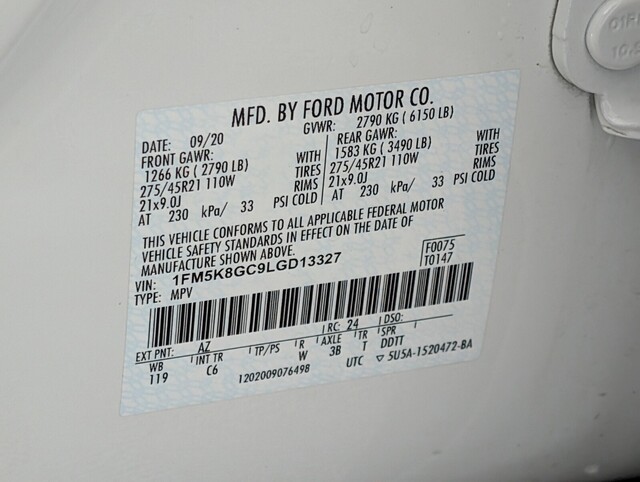 MFD. BY FORD MOTOR CO.
DATE: 09/20 GVWR: 2790 KG ( 6150 LB)
FRONT GAWR: REAR GAWR:
1266 KG ( 2790 LB) WITH 1583 KG ( 3490 LB) WITH
275/45R21 110W TIRES 275/45R21 110W TIRES
21x9.0J RIMS 21x9.0J RIMS
AT 230 kPa/ 33 PSI COLD AT 230 kPa/ 33 PSI COLD
THIS VEHICLE CONFORMS TO ALL APPLICABLE FEDERAL MOTOR
VEHICLE SAFETY STANDARDS IN EFFECT ON THE DATE OF
MANUFACTURE SHOWN ABOVE.
VIN: 1FM5K8GC9LGD13327 F0075
TYPE: MPV T0147
EXT PNT: AZ RC: 24 DSO:
WB INT TR TP/PS R AXLE TR SPR
119 C6 W 3B T DDTT
1202009076498 UTC ▽ 5U5A-1520472-BA